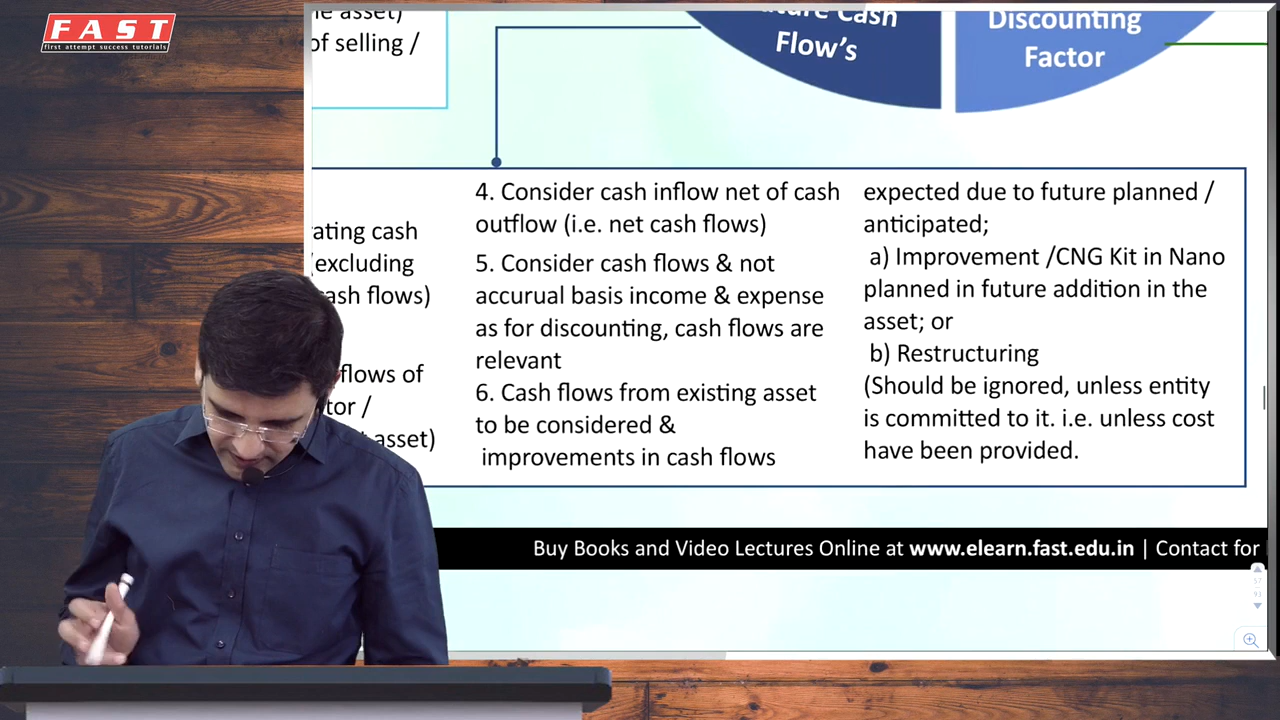 FAST
first attempt success tutorials
he asset)
of selling /
ture Cash
Flow's
Discounting
Factor
rating cash
(excluding
cash flows)
flows of
tor /
asset)
4. Consider cash inflow net of cash
outflow (i.e. net cash flows)
5. Consider cash flows & not
accurual basis income & expense
as for discounting, cash flows are
relevant
6. Cash flows from existing asset
to be considered &
improvements in cash flows
expected due to future planned /
anticipated;
a) Improvement /CNG Kit in Nano
planned in future addition in the
asset; or
b) Restructuring
(Should be ignored, unless entity
is committed to it. i.e. unless cost
have been provided.
Buy Books and Video Lectures Online at www.elearn.fast.edu.in | Contact for
57
93